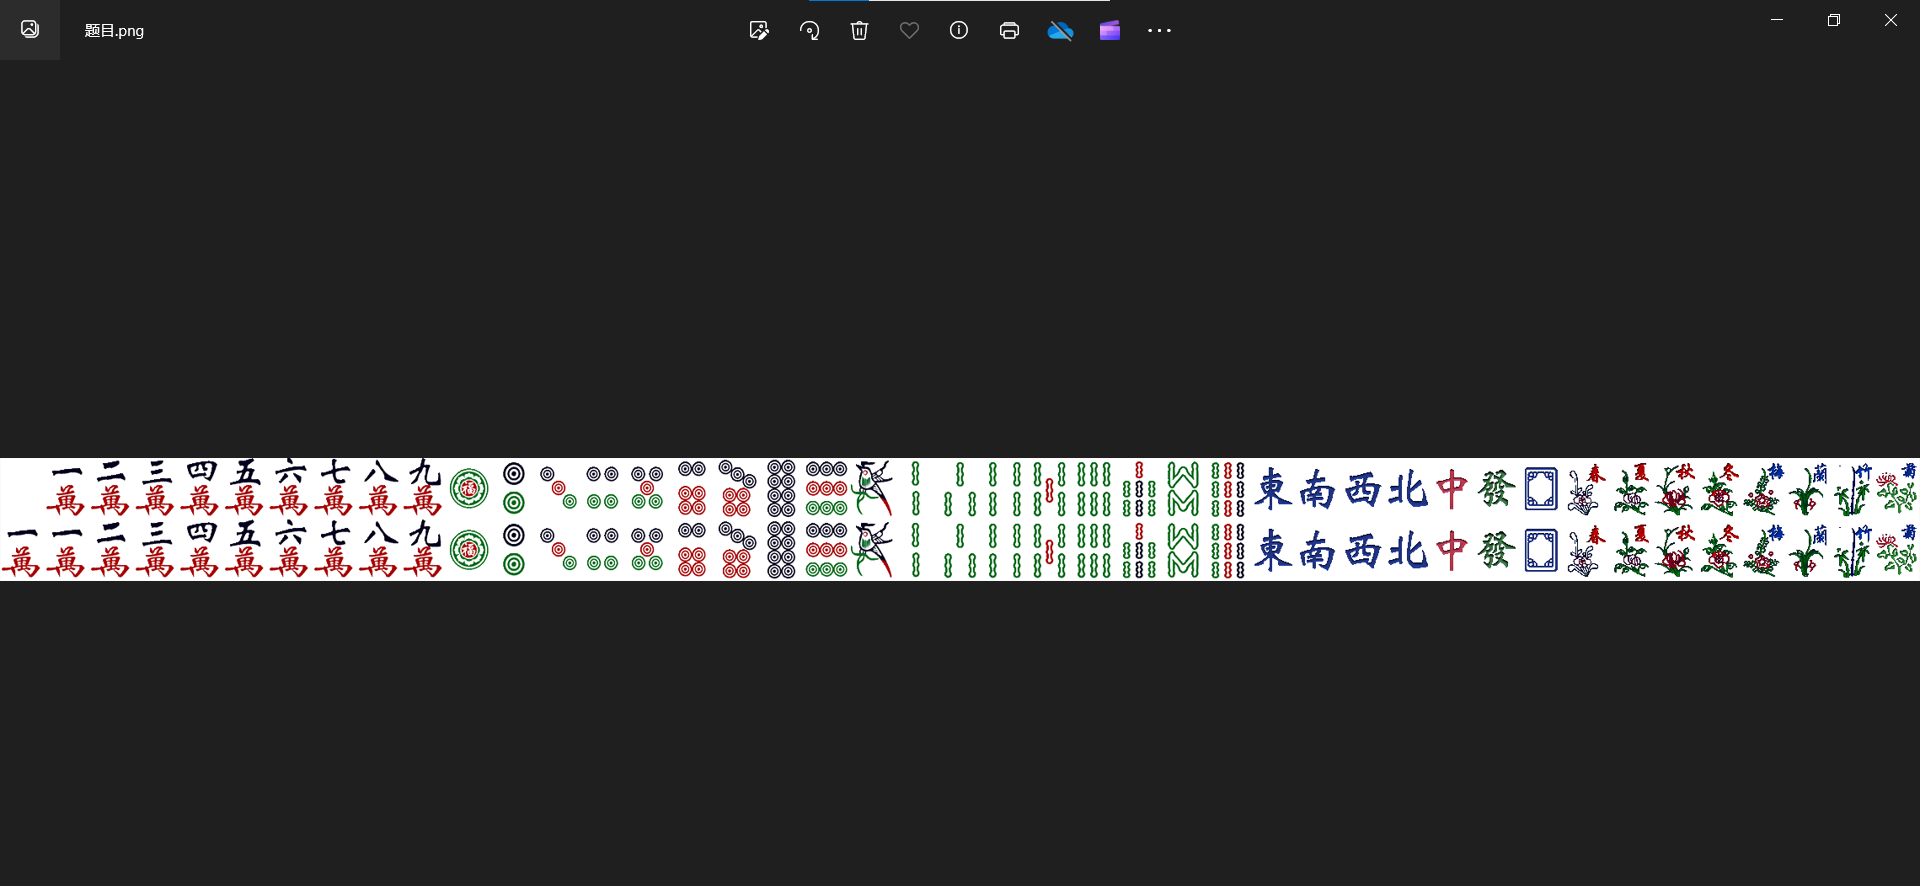 题目.png
一 二 三 四 五 六 七 八 九
萬 萬 萬 萬 萬 萬 萬 萬 萬 福 東 南 西 北 中 發 春 夏 秋 冬 梅 蘭 竹 菊
一 一 二 三 四 五 六 七 八 九
萬 萬 萬 萬 萬 萬 萬 萬 萬 萬 福 東 南 西 北 中 發 春 夏 秋 冬 梅 蘭 竹 菊